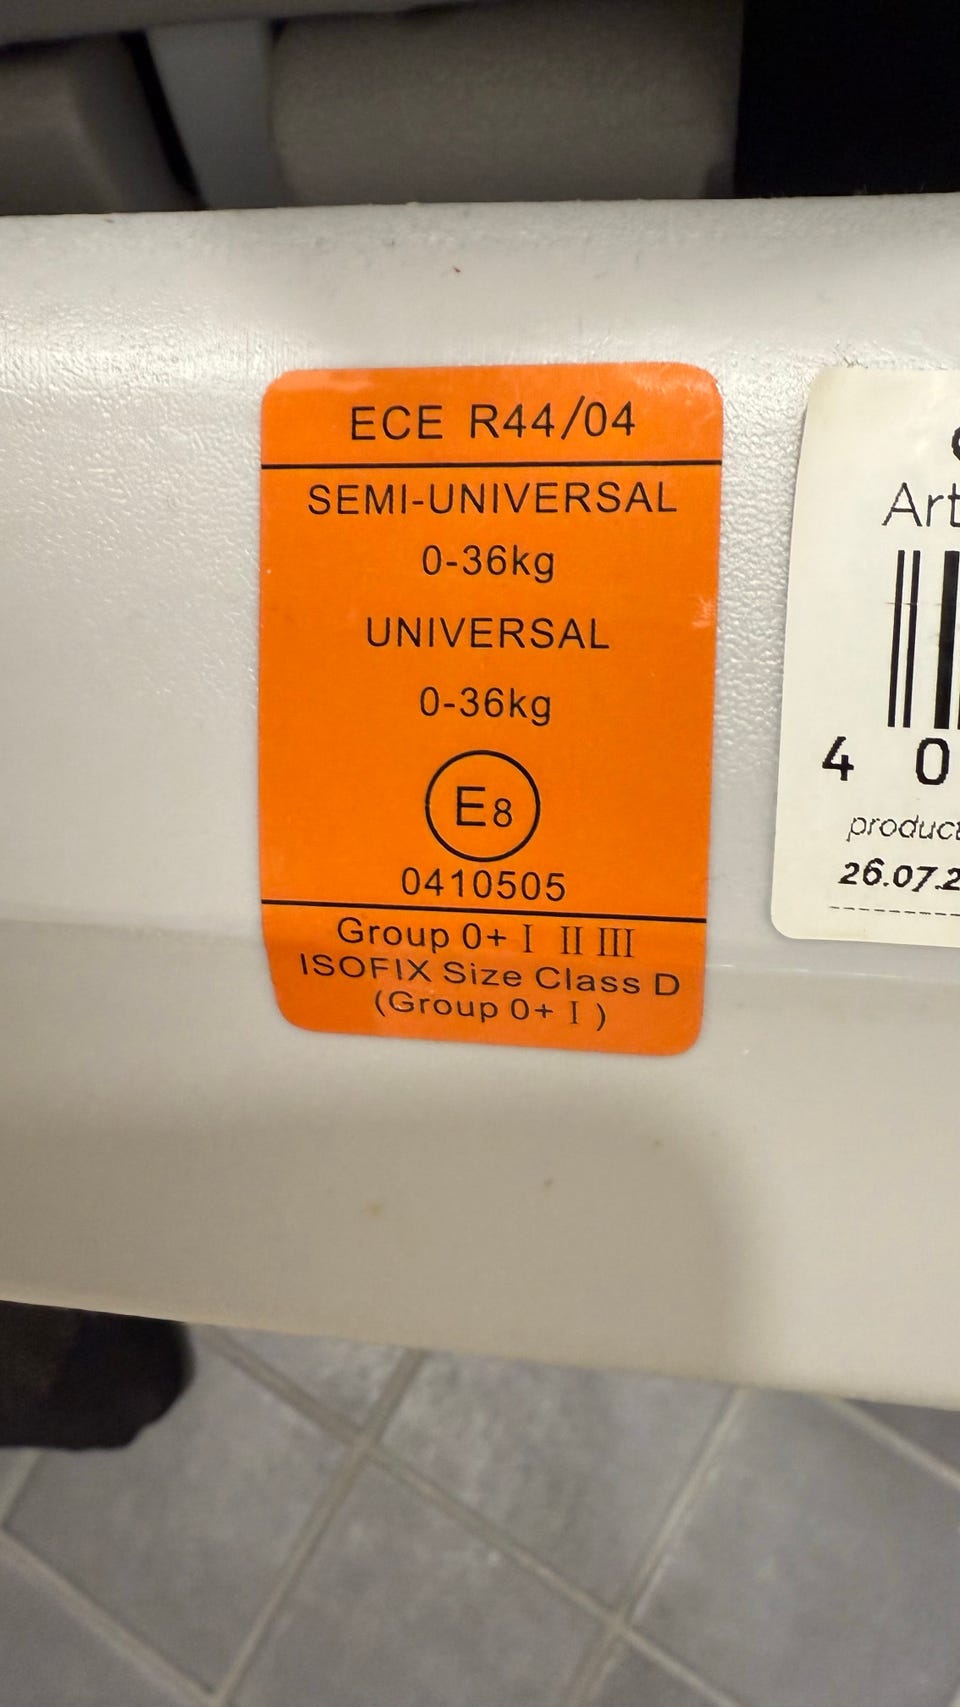 ECE R44/04
SEMI-UNIVERSAL
0-36kg
UNIVERSAL
0-36kg
E8
0410505
Group 0+ I II III
ISOFIX Size Class D
(Group 0+ I )
Art
4 0
product
26.07.2